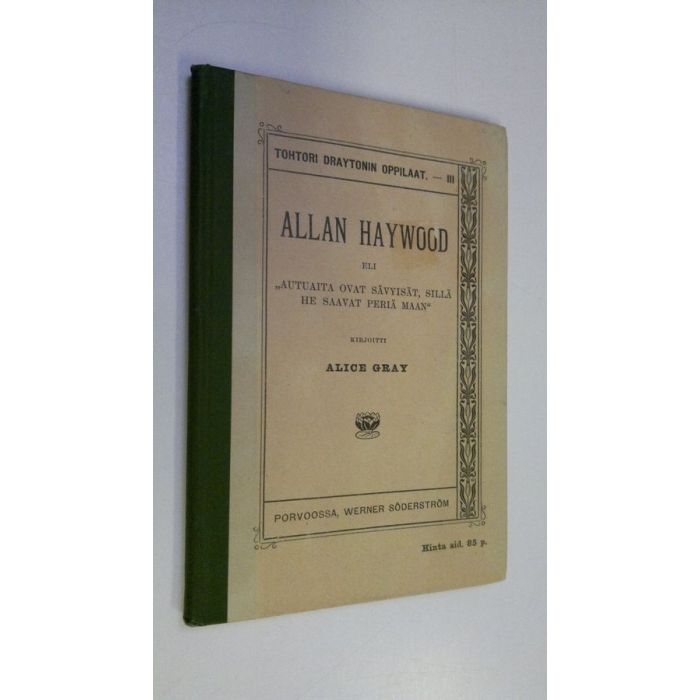 TOHTORI DRAYTONIN OPPILAAT. — III
ALLAN HAYWOOD
ELI
„AUTUAITA OVAT SÄVYISÄT, SILLÄ
HE SAAVAT PERIÄ MAAN“
KIRJOITTI
ALICE GRAY
PORVOOSSA, WERNER SÖDERSTRÖM
Hinta sid. 85 p.